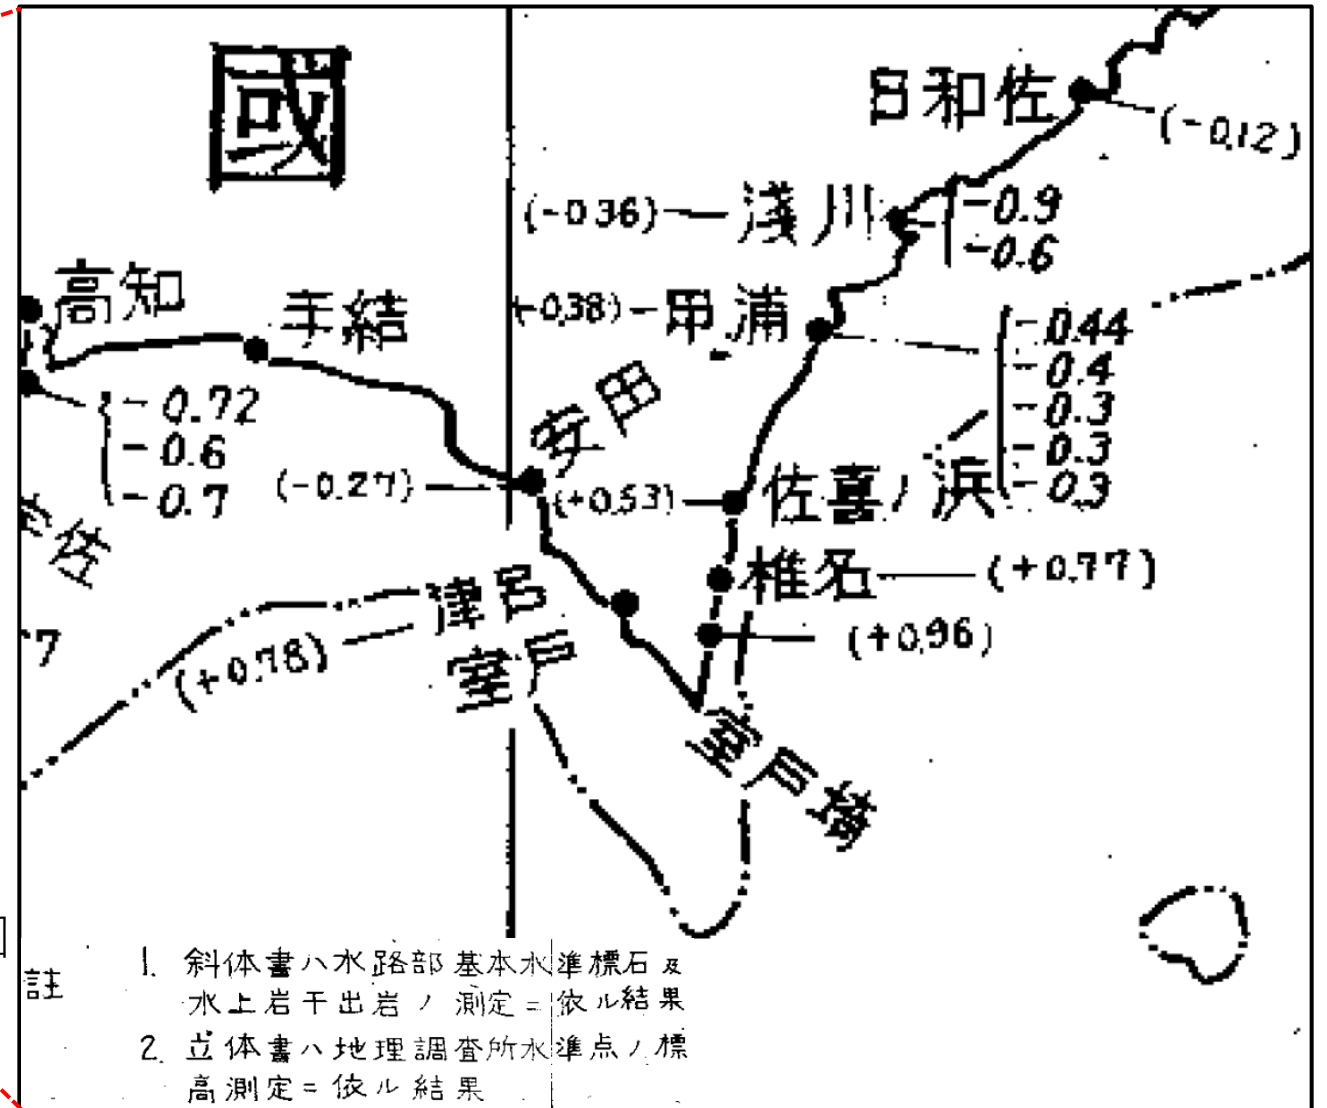 國
日和佐
(-0.12)
(-0.36)
浅川
-0.9
-0.6
高知
手結
+0.38)
甲浦
-0.44
-0.4
-0.3
-0.3
-0.3
安田
-0.72
-0.6
-0.7
(-0.27)
(+0.53)
佐喜ノ浜
佐
椎名
(+0.77)
津呂
室戸
(+0.78)
(+0.96)
7
室戸埼
註
1. 斜体書ハ水路部基本水準標石及
水上岩干出岩ノ測定ニ依ル結果
2. 立体書ハ地理調査所水準点ノ標
高測定ニ依ル結果